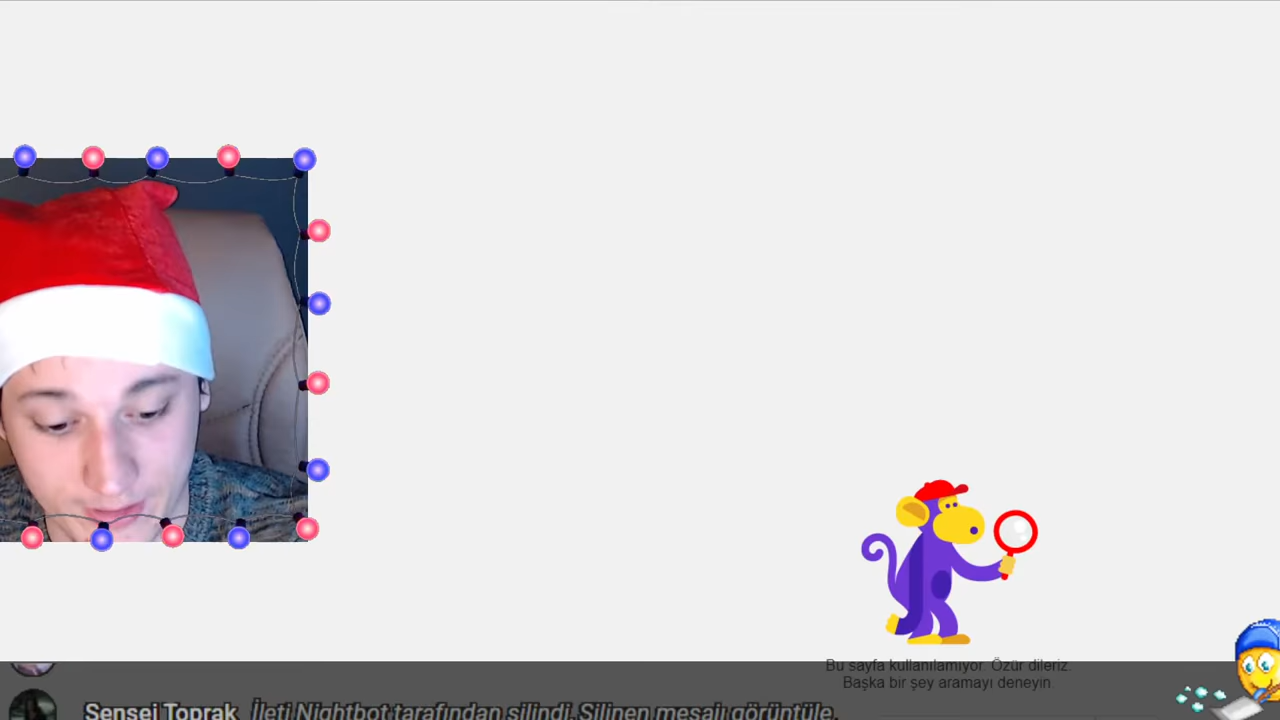 Bu sayfa kullanılamıyor. Özür dileriz.
Başka bir şey aramayı deneyin.
Sensei Toprak İleti Nightbot tarafından silindi. Silinen mesajı görüntüle.